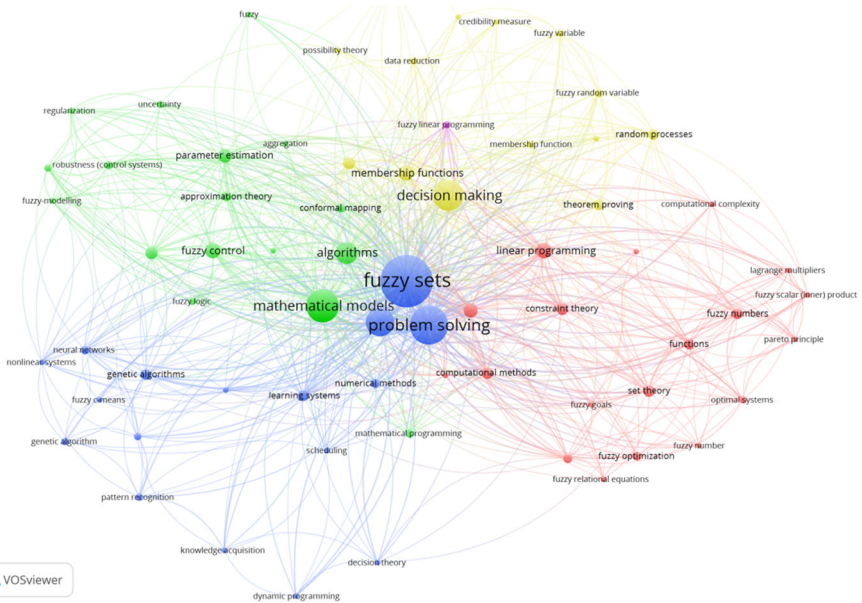 fuzzy
credibility measure
fuzzy variable
possibility theory
data reduction
fuzzy random variable
uncertainty
regularization
fuzzy linear programming
random processes
aggregation
membership function
parameter estimation
robustness (control systems)
membership functions
decision making
approximation theory
fuzzy-modelling
conformal mapping
theorem proving
computational complexity
fuzzy control
algorithms
linear programming
lagrange multipliers
fuzzy sets
fuzzy scalar (inner) product
fuzzy logic
mathematical models
constraint theory
fuzzy numbers
problem solving
pareto principle
functions
neural networks
nonlinear systems
genetic algorithms
computational methods
numerical methods
learning systems
set theory
fuzzy c-means
fuzzy goals
optimal systems
mathematical programming
genetic algorithm
fuzzy number
scheduling
fuzzy optimization
fuzzy relational equations
pattern recognition
knowledge acquisition
decision theory
VOSviewer
dynamic programming